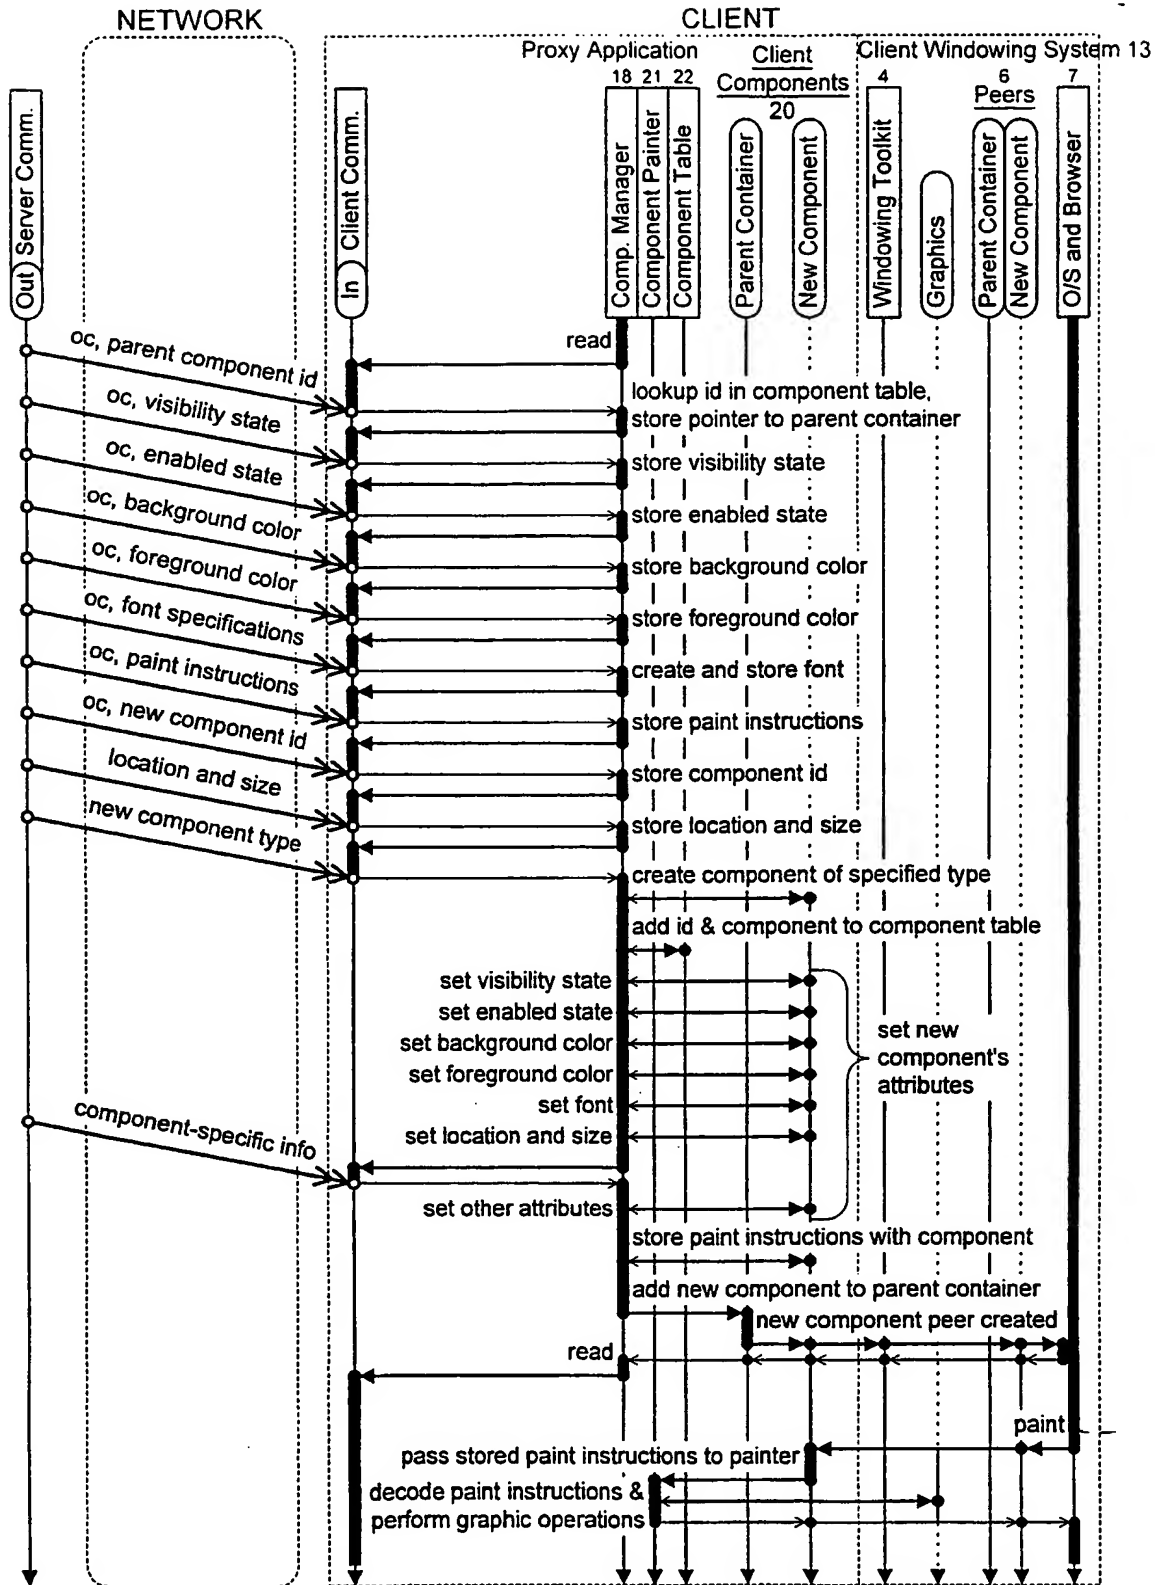 NETWORK
CLIENT
Proxy Application
Client
Components
20
Client Windowing System 13
18 21 22
4
6
Peers
7
Out
Server Comm.
In
Client Comm.
Comp. Manager
Component Painter
Component Table
Parent Container
New Component
Windowing Toolkit
Graphics
Parent Container
New Component
O/S and Browser
read
oc, parent component id
lookup id in component table,
store pointer to parent container
oc, visibility state
store visibility state
oc, enabled state
store enabled state
oc, background color
store background color
oc, foreground color
store foreground color
oc, font specifications
create and store font
oc, paint instructions
store paint instructions
oc, new component id
store component id
location and size
store location and size
new component type
create component of specified type
add id & component to component table
set visibility state
set enabled state
set background color
set foreground color
set font
set location and size
set new
component's
attributes
component-specific info
set other attributes
store paint instructions with component
add new component to parent container
new component peer created
read
paint
pass stored paint instructions to painter
decode paint instructions &
perform graphic operations